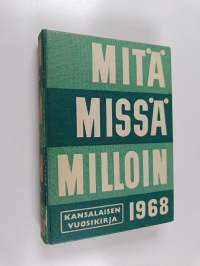 MITÄ
MISSÄ
MILLOIN
KANSALAISEN
VUOSIKIRJA
1968